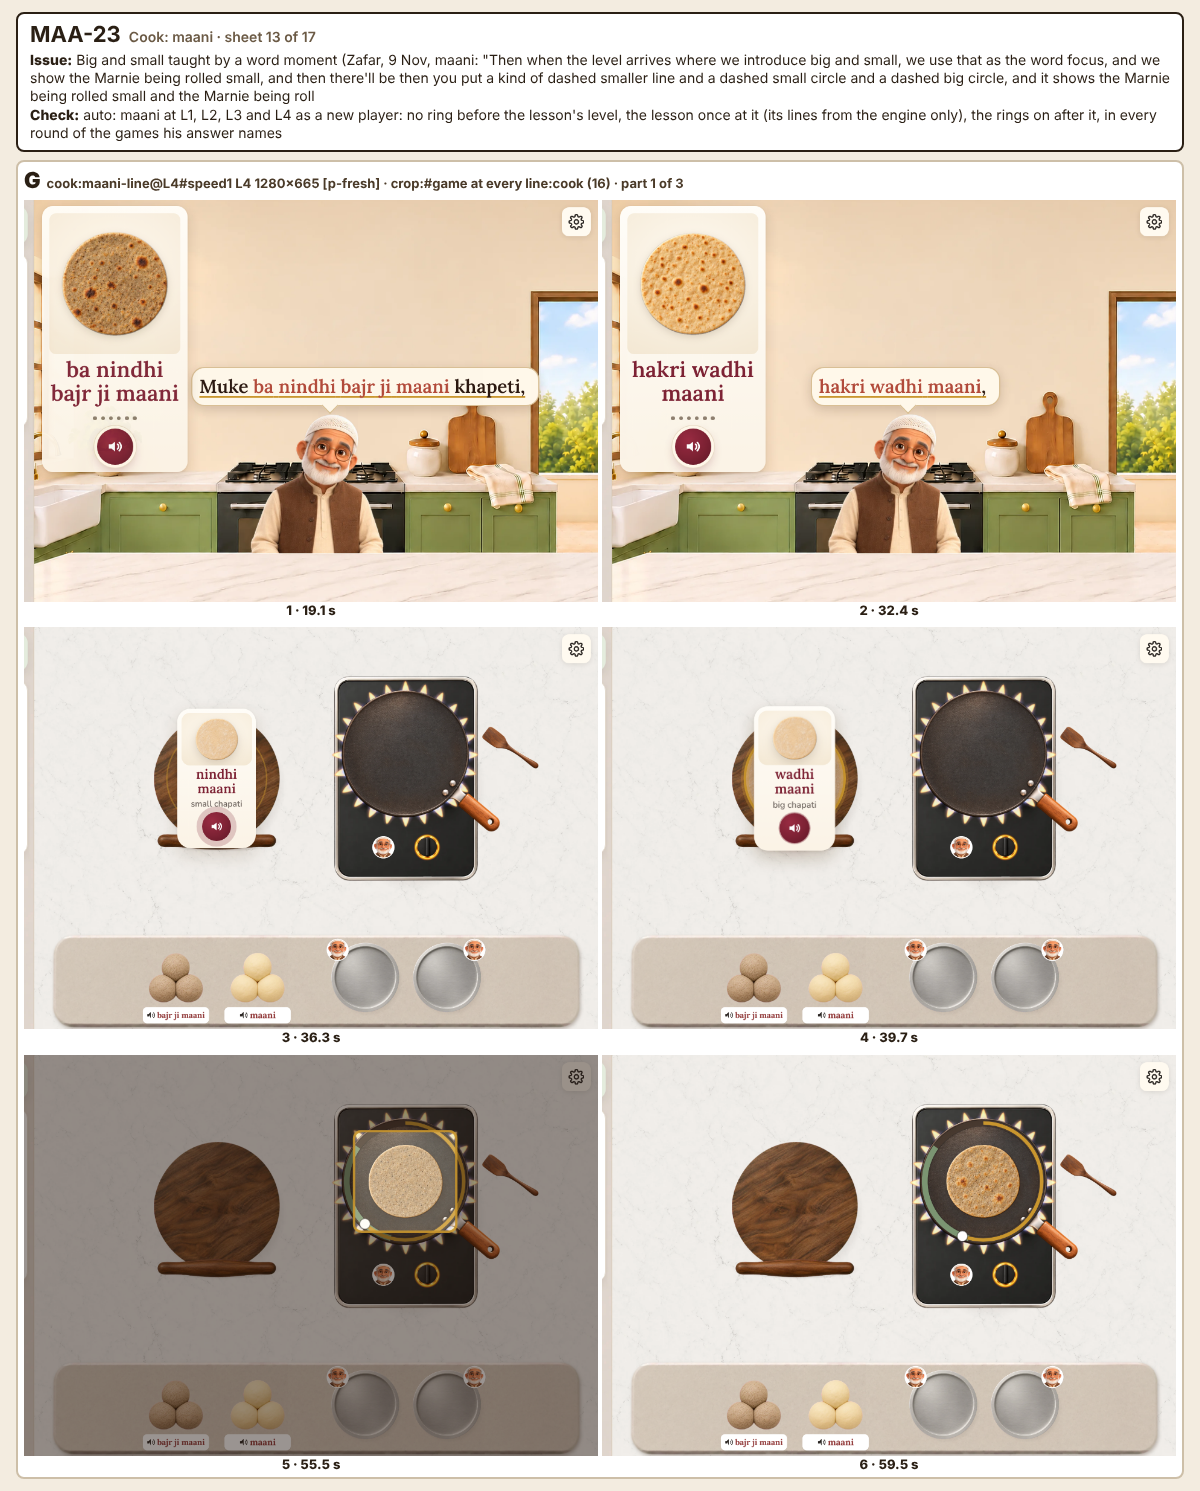 MAA-23 Cook: maani · sheet 13 of 17
Issue: Big and small taught by a word moment (Zafar, 9 Nov, maani: "Then when the level arrives where we introduce big and small, we use that as the word focus, and we
show the Marnie being rolled small, and then there'll be then you put a kind of dashed smaller line and a dashed small circle and a dashed big circle, and it shows the Marnie
being rolled small and the Marnie being roll
Check: auto: maani at L1, L2, L3 and L4 as a new player: no ring before the lesson's level, the lesson once at it (its lines from the engine only), the rings on after it, in every
round of the games his answer names
G cook:maani-line@L4#speed1 L4 1280×665 [p-fresh] · crop:#game at every line:cook (16) · part 1 of 3
ba nindhi
bajr ji maani
Muke ba nindhi bajr ji maani khapeti,
1 · 19.1 s
hakri wadhi
maani
hakri wadhi maani,
2 · 32.4 s
nindhi
maani
small chapati
bajr ji maani
maani
3 · 36.3 s
wadhi
maani
big chapati
bajr ji maani
maani
4 · 39.7 s
bajr ji maani
maani
5 · 55.5 s
bajr ji maani
maani
6 · 59.5 s